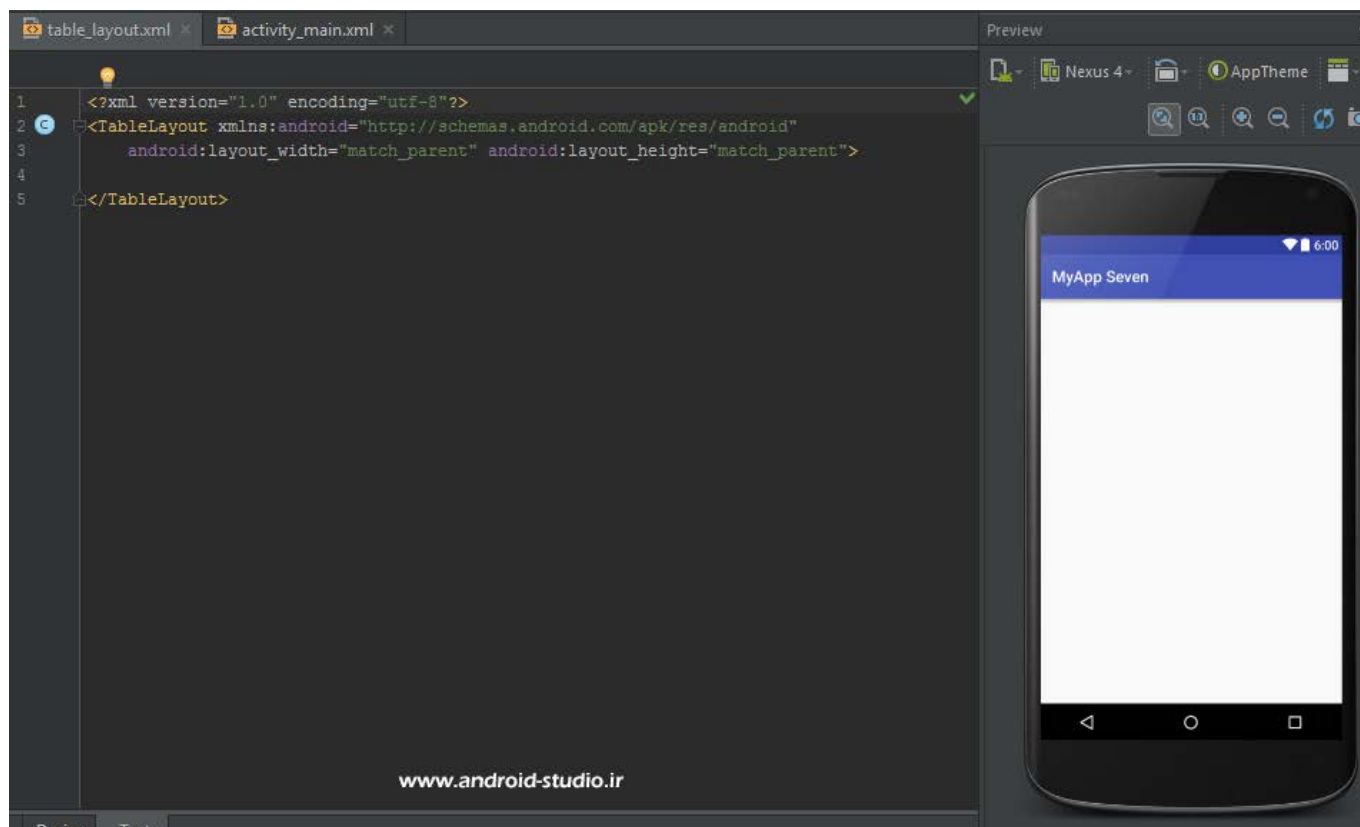 table_layout.xml
activity_main.xml
Preview
Nexus 4
AppTheme
1 <?xml version="1.0" encoding="utf-8"?>
2 <TableLayout xmlns:android="http://schemas.android.com/apk/res/android"
3 android:layout_width="match_parent" android:layout_height="match_parent">
4
5 </TableLayout>
6:00
MyApp Seven
www.android-studio.ir